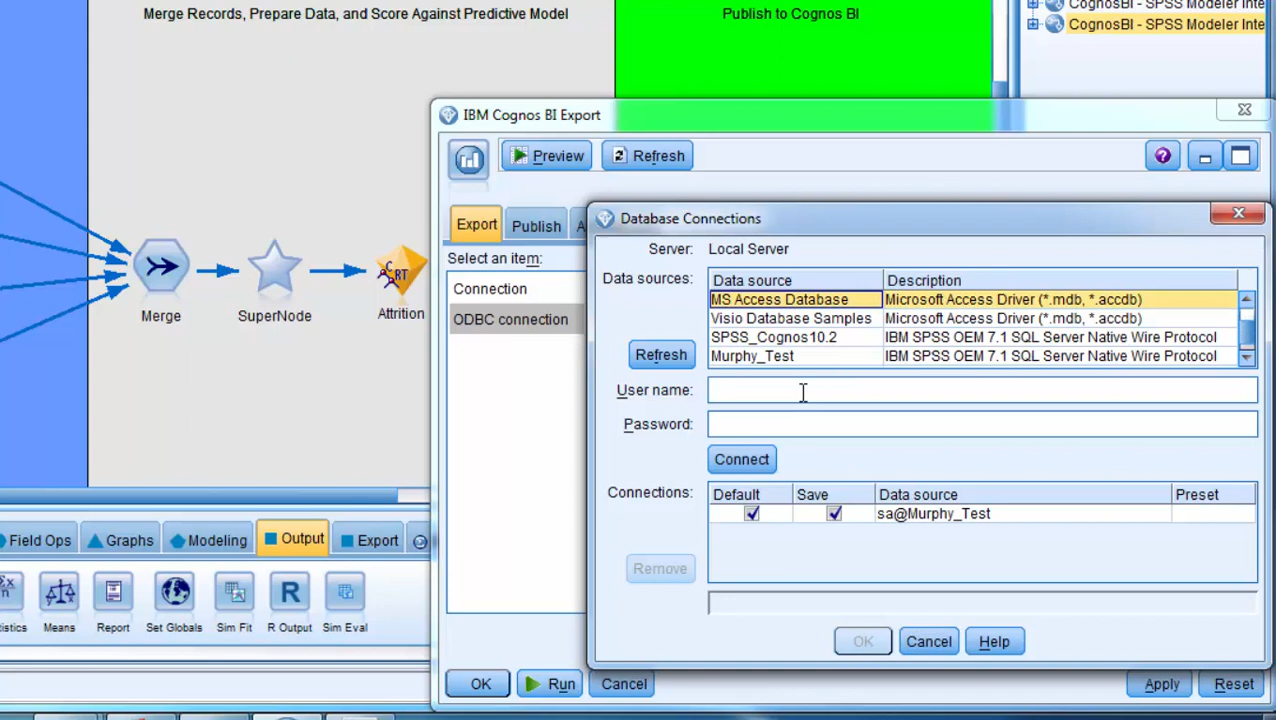 Merge Records, Prepare Data, and Score Against Predictive Model
Publish to Cognos BI
CognosBI - SPSS Modeler Inte
CognosBI - SPSS Modeler Inte
IBM Cognos BI Export
Preview
Refresh
?
Export
Publish
A
Select an item:
Connection
ODBC connection
Database Connections
Server:
Local Server
Data sources:
Data source
Description
MS Access Database
Microsoft Access Driver (*.mdb, *.accdb)
Visio Database Samples
Microsoft Access Driver (*.mdb, *.accdb)
SPSS_Cognos10.2
IBM SPSS OEM 7.1 SQL Server Native Wire Protocol
Murphy_Test
IBM SPSS OEM 7.1 SQL Server Native Wire Protocol
Refresh
User name:
Password:
Connect
Connections:
Default
Save
Data source
Preset
sa@Murphy_Test
Remove
OK
Cancel
Help
OK
Run
Cancel
Apply
Reset
Merge
SuperNode
CRT
Attrition
Field Ops
Graphs
Modeling
Output
Export
Σx
n
R
tistics
Means
Report
Set Globals
Sim Fit
R Output
Sim Eval